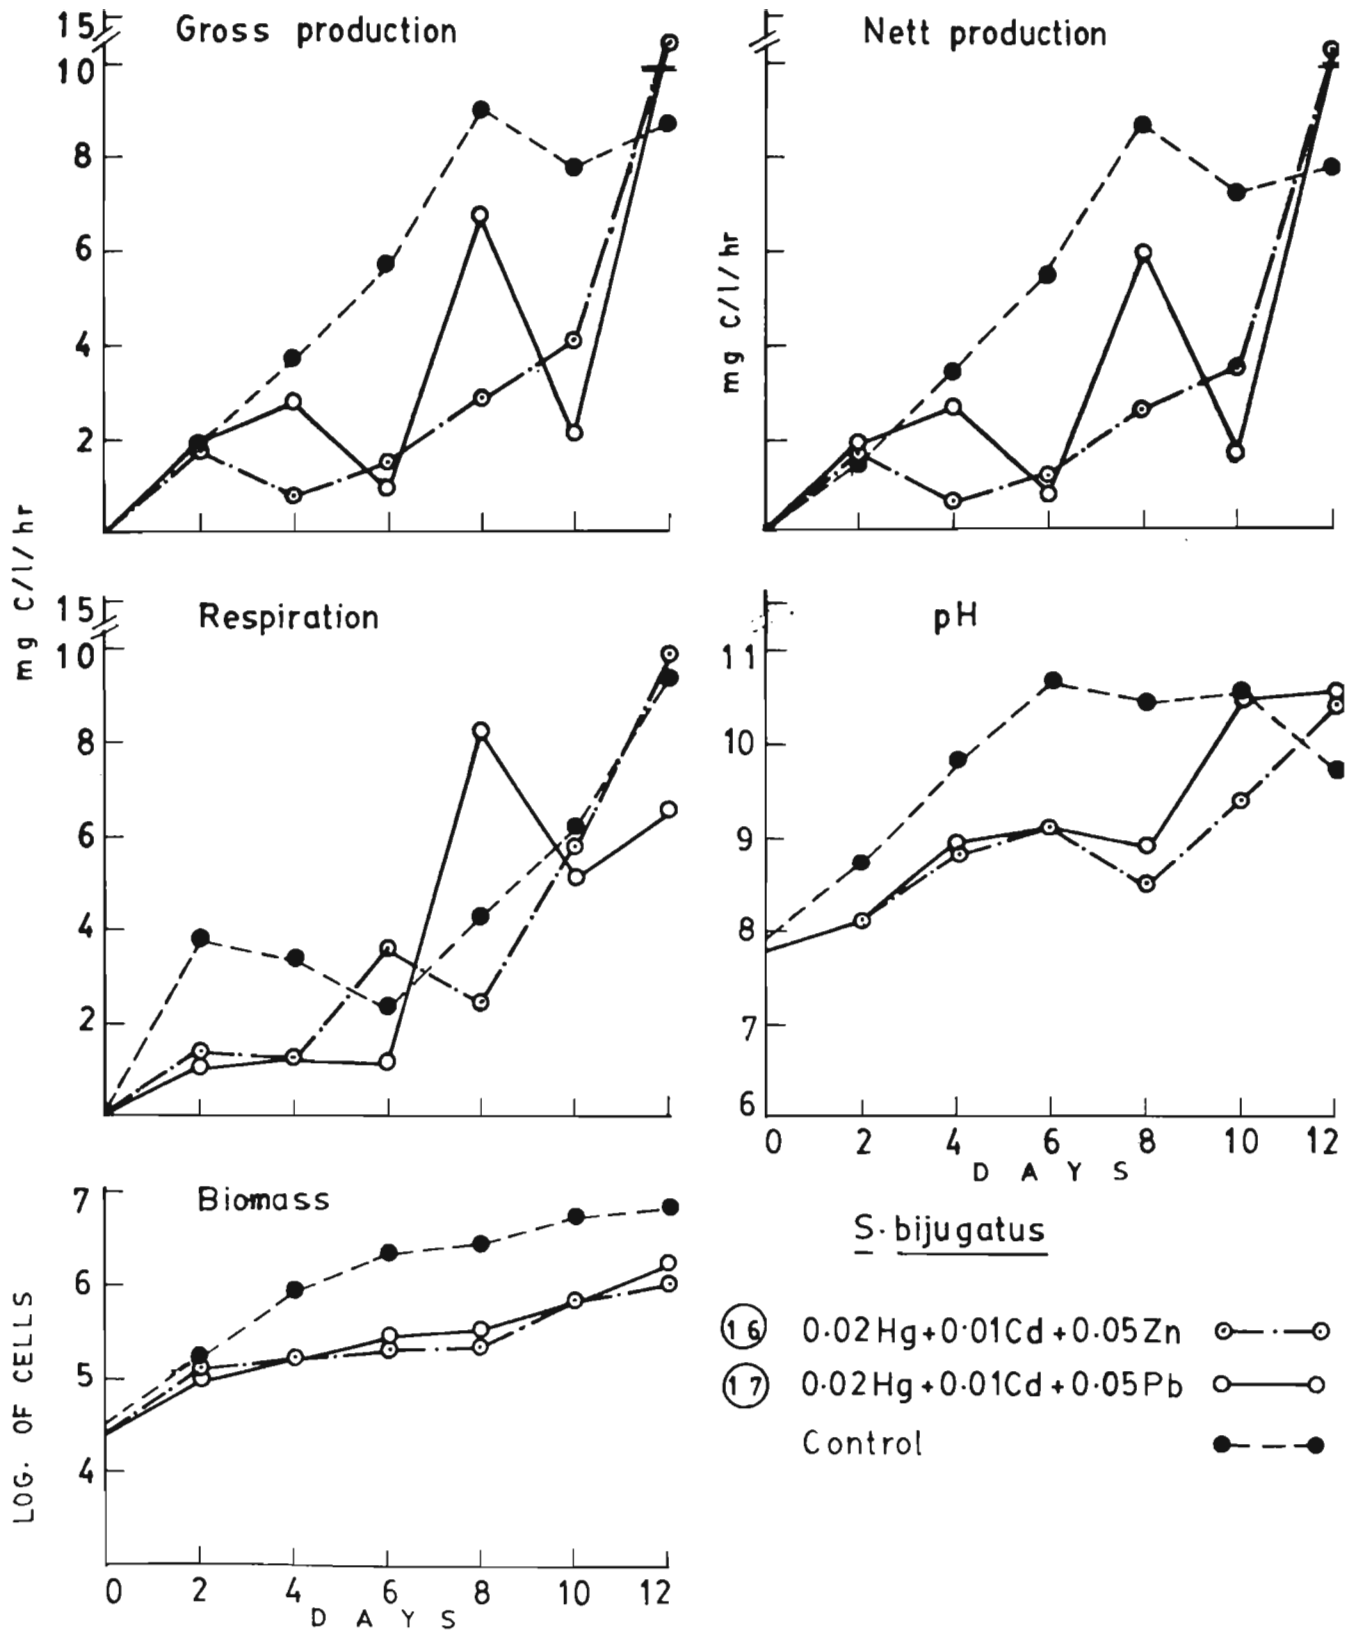 Gross production
15
10
8
6
4
2
mg C/l/hr
Nett production
mg C/l/hr
Respiration
15
10
8
6
4
2
pH
11
10
9
8
7
6
0 2 4 6 8 10 12
DAYS
Biomass
7
6
5
4
LOG. OF CELLS
0 2 4 6 8 10 12
DAYS
S. bijugatus
16 0.02Hg+0.01Cd+0.05Zn
17 0.02Hg+0.01Cd+0.05Pb
Control